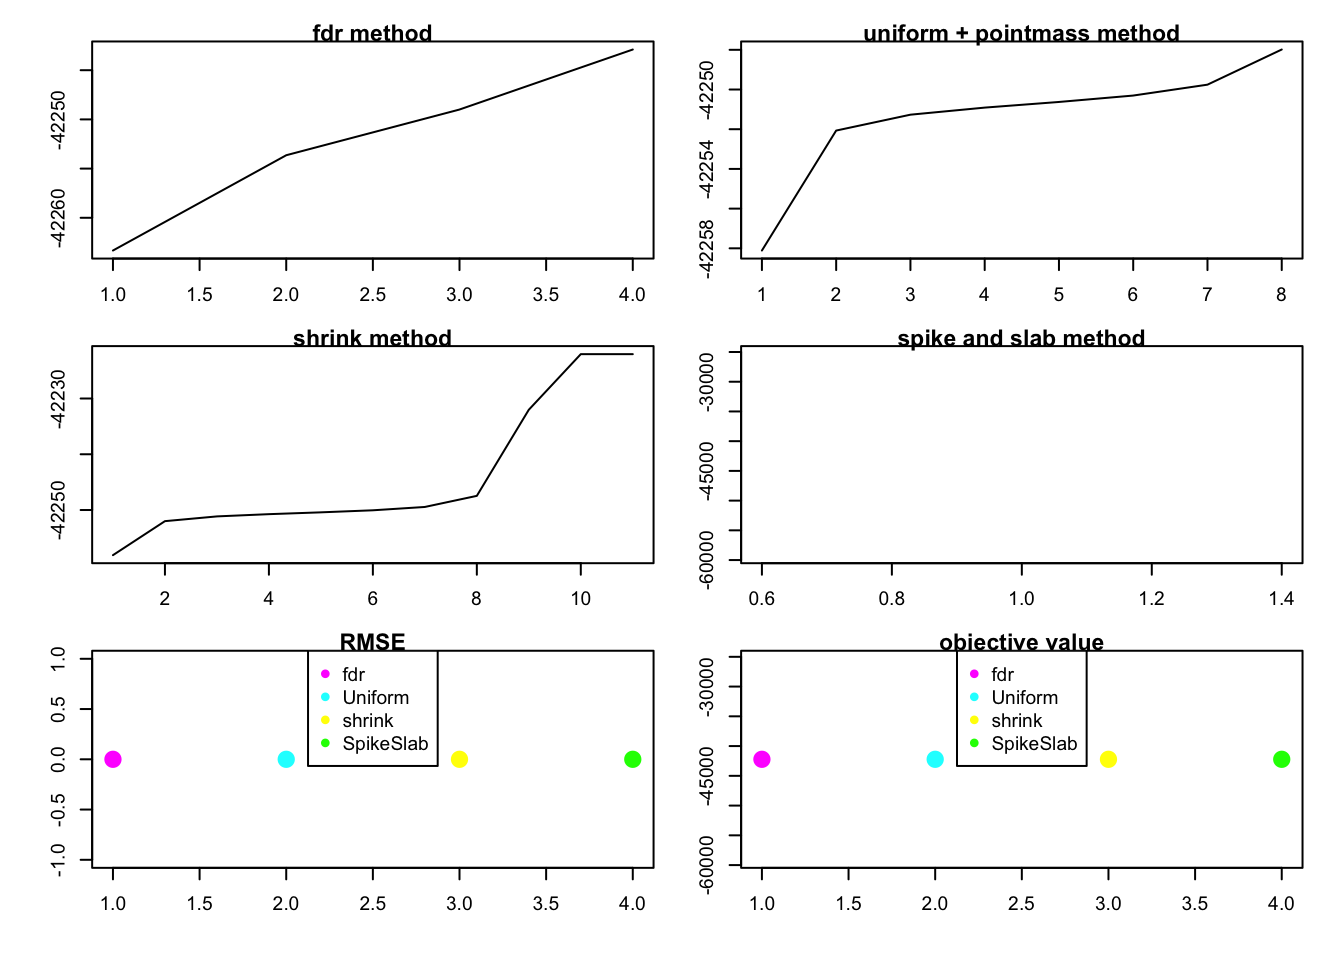 fdr method
-42260 -42250
1.0 1.5 2.0 2.5 3.0 3.5 4.0
uniform + pointmass method
-42258 -42254 -42250
1 2 3 4 5 6 7 8
shrink method
-42250 -42230
2 4 6 8 10
spike and slab method
-60000 -45000 -30000
0.6 0.8 1.0 1.2 1.4
RMSE
-1.0 -0.5 0.0 0.5 1.0
fdr
Uniform
shrink
SpikeSlab
1.0 1.5 2.0 2.5 3.0 3.5 4.0
objective value
-60000 -45000 -30000
fdr
Uniform
shrink
SpikeSlab
1.0 1.5 2.0 2.5 3.0 3.5 4.0